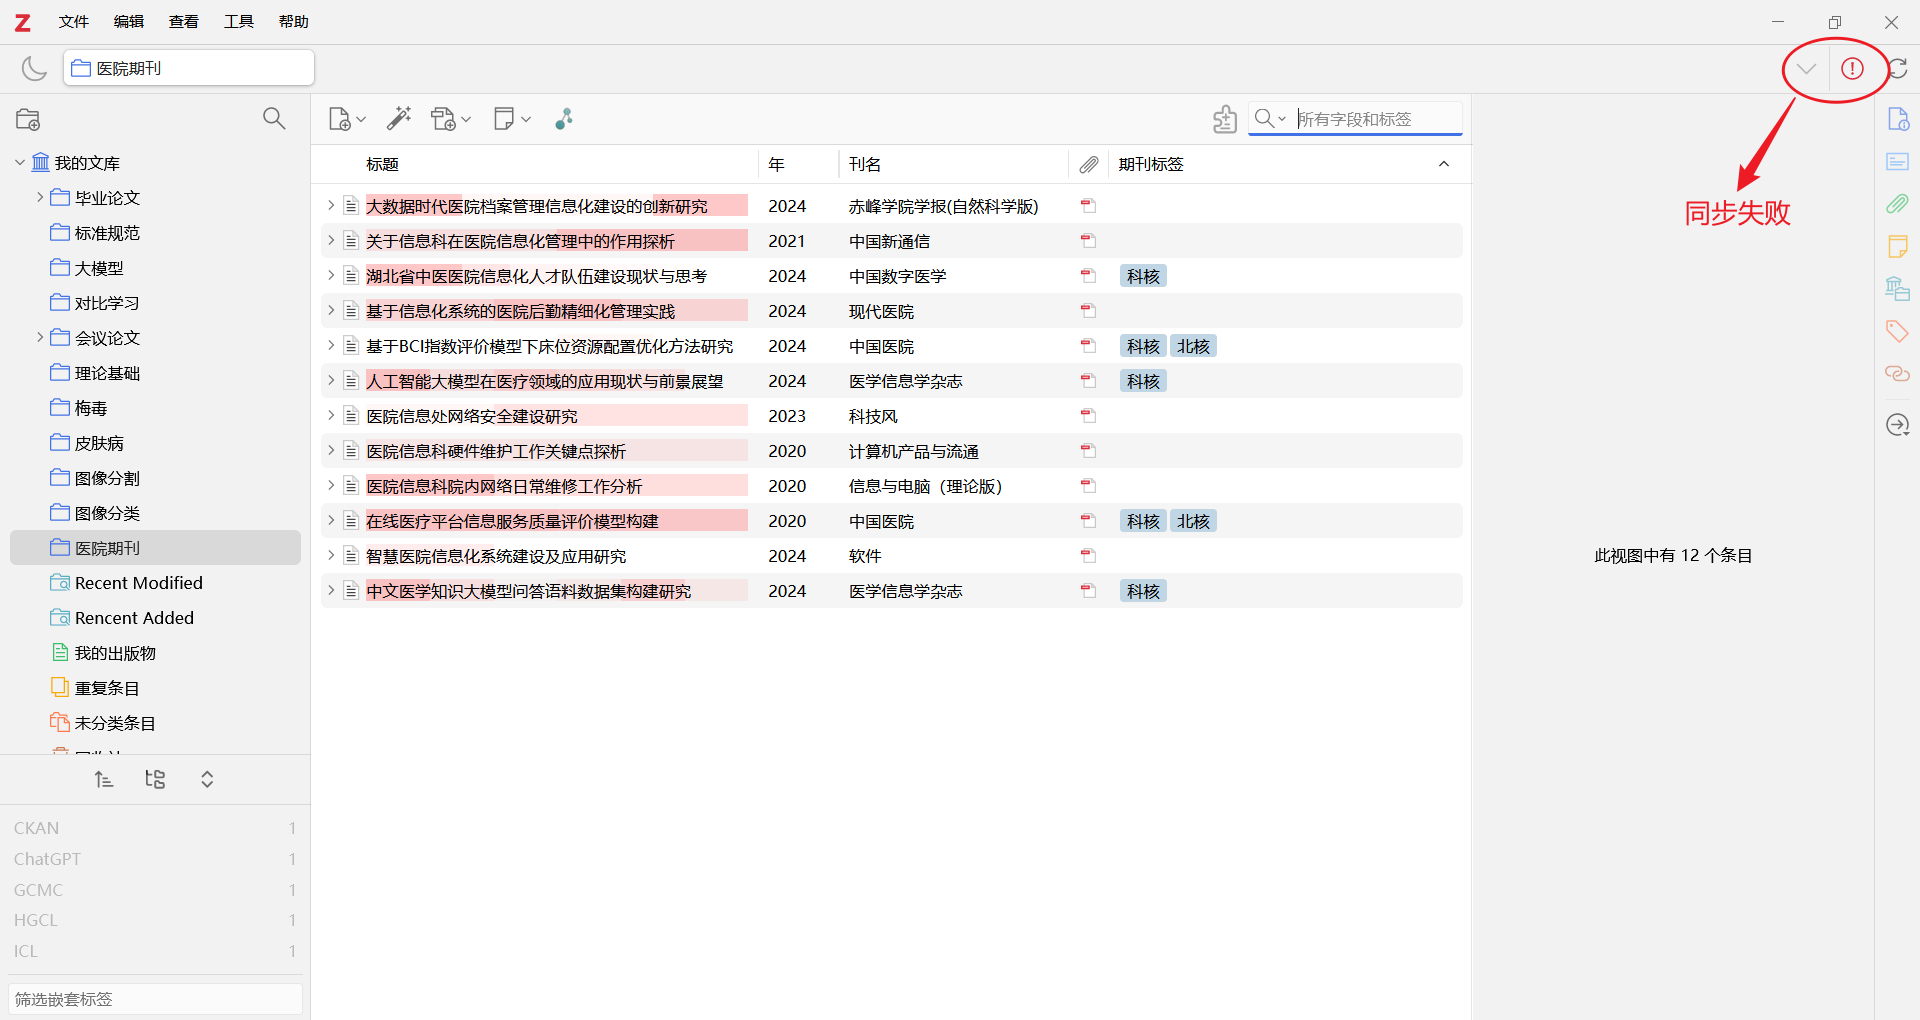 Z 文件 编辑 查看 工具 帮助
医院期刊
同步失败
所有字段和标签
我的文库
毕业论文
标准规范
大模型
对比学习
会议论文
理论基础
梅毒
皮肤病
图像分割
图像分类
医院期刊
Recent Modified
Rencent Added
我的出版物
重复条目
未分类条目
CKAN 1
ChatGPT 1
GCMC 1
HGCL 1
ICL 1
筛选嵌套标签
标题 年 刊名 期刊标签
大数据时代医院档案管理信息化建设的创新研究 2024 赤峰学院学报(自然科学版)
关于信息科在医院信息化管理中的作用探析 2021 中国新通信
湖北省中医医院信息化人才队伍建设现状与思考 2024 中国数字医学 科核
基于信息化系统的医院后勤精细化管理实践 2024 现代医院
基于BCI指数评价模型下床位资源配置优化方法研究 2024 中国医院 科核 北核
人工智能大模型在医疗领域的应用现状与前景展望 2024 医学信息学杂志 科核
医院信息处网络安全建设研究 2023 科技风
医院信息科硬件维护工作关键点探析 2020 计算机产品与流通
医院信息科院内网络日常维修工作分析 2020 信息与电脑（理论版）
在线医疗平台信息服务质量评价模型构建 2020 中国医院 科核 北核
智慧医院信息化系统建设及应用研究 2024 软件
中文医学知识大模型问答语料数据集构建研究 2024 医学信息学杂志 科核
此视图中有 12 个条目